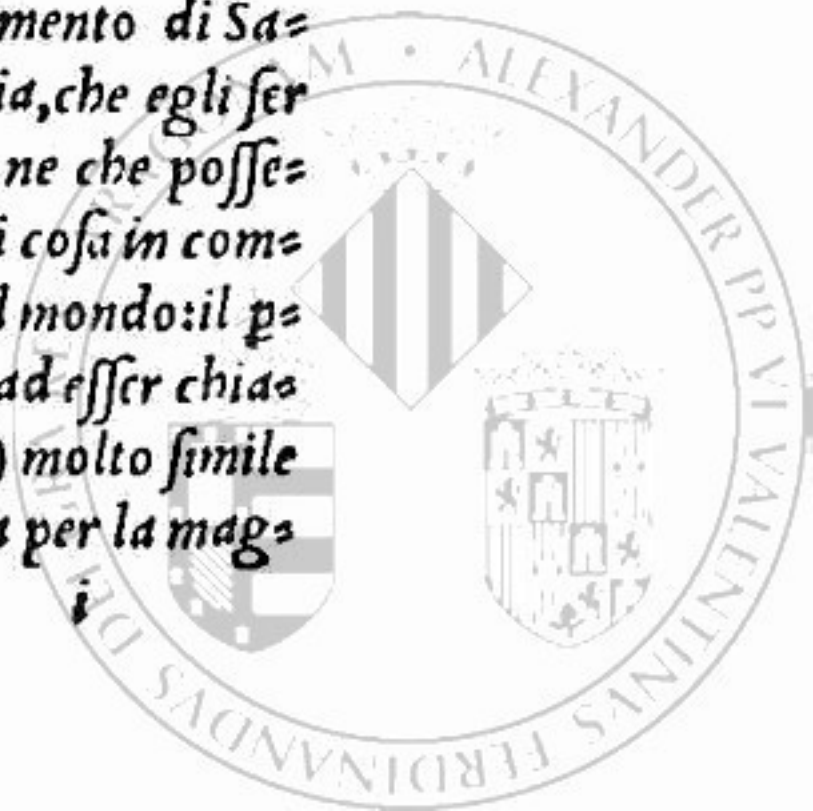 mento di Sa⸗
ia, che egli ſer
ne che poſſe⸗
i coſa in com⸗
l mondo: il p̲⸗
ad eſſer chia⸗
) molto ſimile
per la mag⸗
i
ALEXANDER PP VI VALENTINVS FERDINANDVS DEI